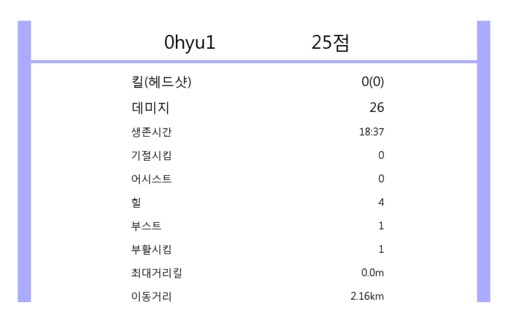 0hyu1 25점
킬(헤드샷) 0(0)
데미지 26
생존시간 18:37
기절시킴 0
어시스트 0
힐 4
부스트 1
부활시킴 1
최대거리킬 0.0m
이동거리 2.16km